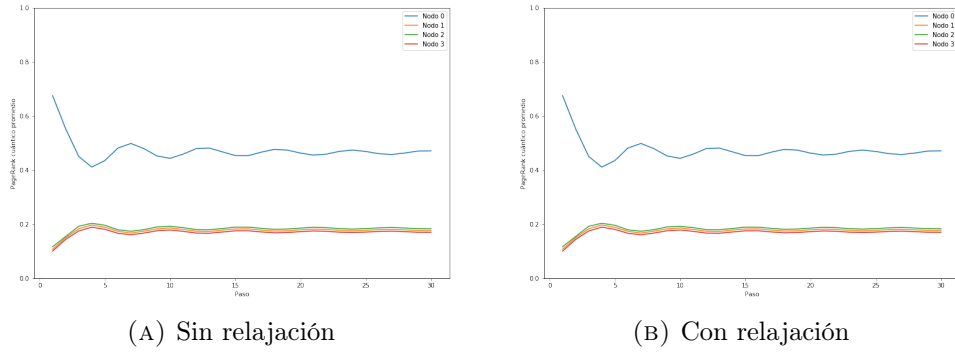 1.0
0.8
0.6
0.4
0.2
0.0
PageRank cuántico promedio
0 5 10 15 20 25 30
Paso
Nodo 0
Nodo 1
Nodo 2
Nodo 3
(A) Sin relajación
1.0
0.8
0.6
0.4
0.2
0.0
PageRank cuántico promedio
0 5 10 15 20 25 30
Paso
Nodo 0
Nodo 1
Nodo 2
Nodo 3
(B) Con relajación